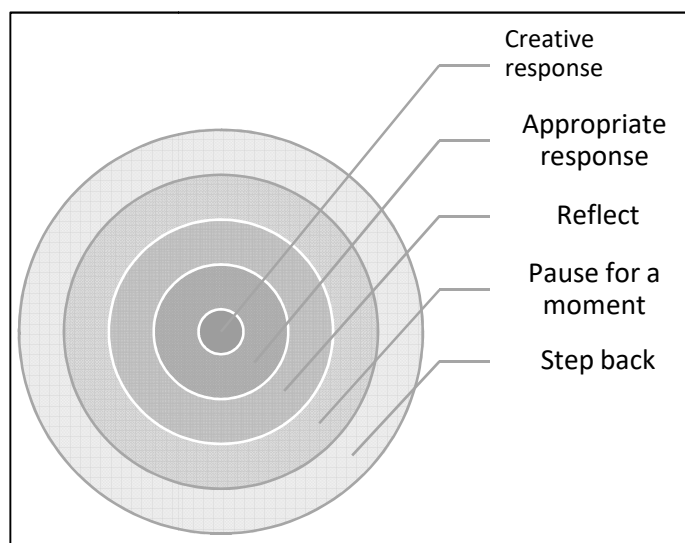 Creative
response
Appropriate
response
Reflect
Pause for a
moment
Step back